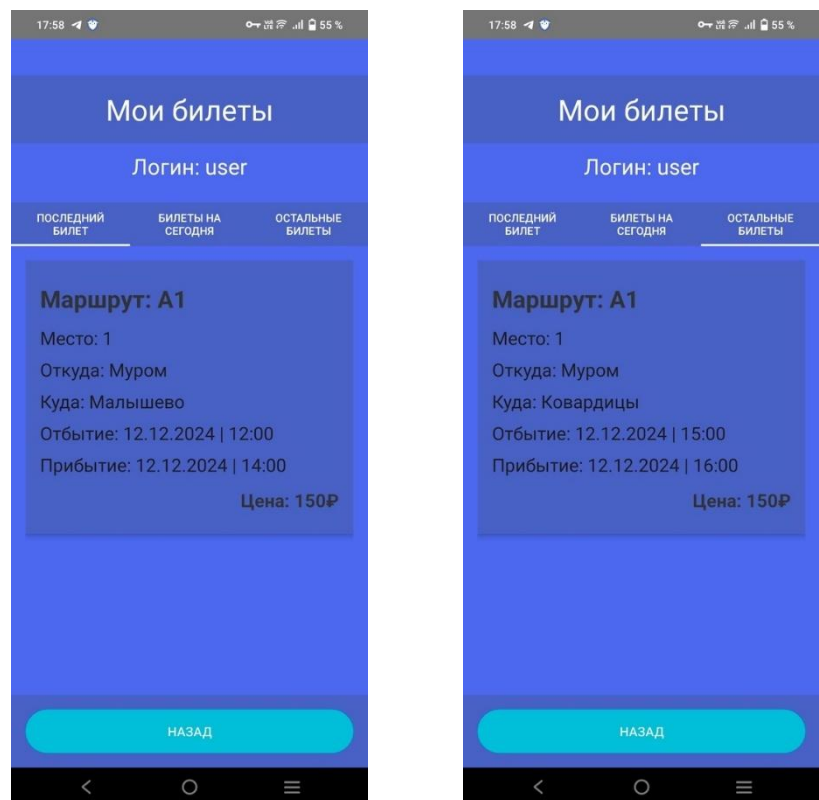 17:58
55 %
Мои билеты
Логин: user
ПОСЛЕДНИЙ БИЛЕТ
БИЛЕТЫ НА СЕГОДНЯ
ОСТАЛЬНЫЕ БИЛЕТЫ
Маршрут: А1
Место: 1
Откуда: Муром
Куда: Малышево
Отбытие: 12.12.2024 | 12:00
Прибытие: 12.12.2024 | 14:00
Цена: 150₽
НАЗАД
17:58
55 %
Мои билеты
Логин: user
ПОСЛЕДНИЙ БИЛЕТ
БИЛЕТЫ НА СЕГОДНЯ
ОСТАЛЬНЫЕ БИЛЕТЫ
Маршрут: А1
Место: 1
Откуда: Муром
Куда: Ковардицы
Отбытие: 12.12.2024 | 15:00
Прибытие: 12.12.2024 | 16:00
Цена: 150₽
НАЗАД